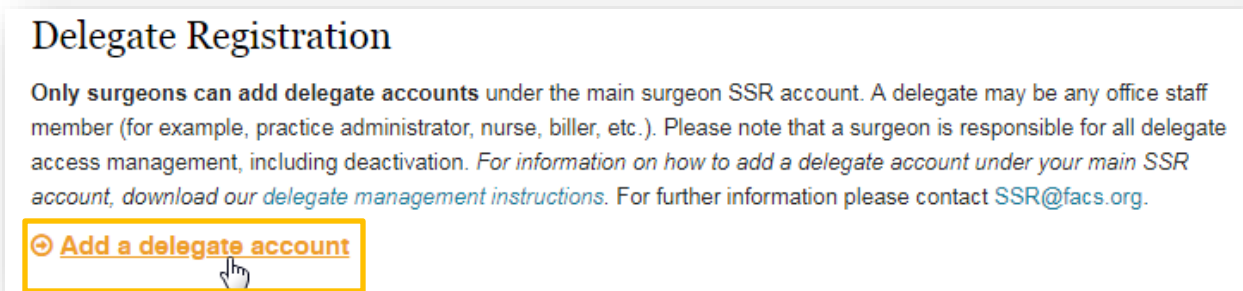 Delegate Registration
Only surgeons can add delegate accounts under the main surgeon SSR account. A delegate may be any office staff
member (for example, practice administrator, nurse, biller, etc.). Please note that a surgeon is responsible for all delegate
access management, including deactivation. For information on how to add a delegate account under your main SSR
account, download our delegate management instructions. For further information please contact SSR@facs.org.
Add a delegate account